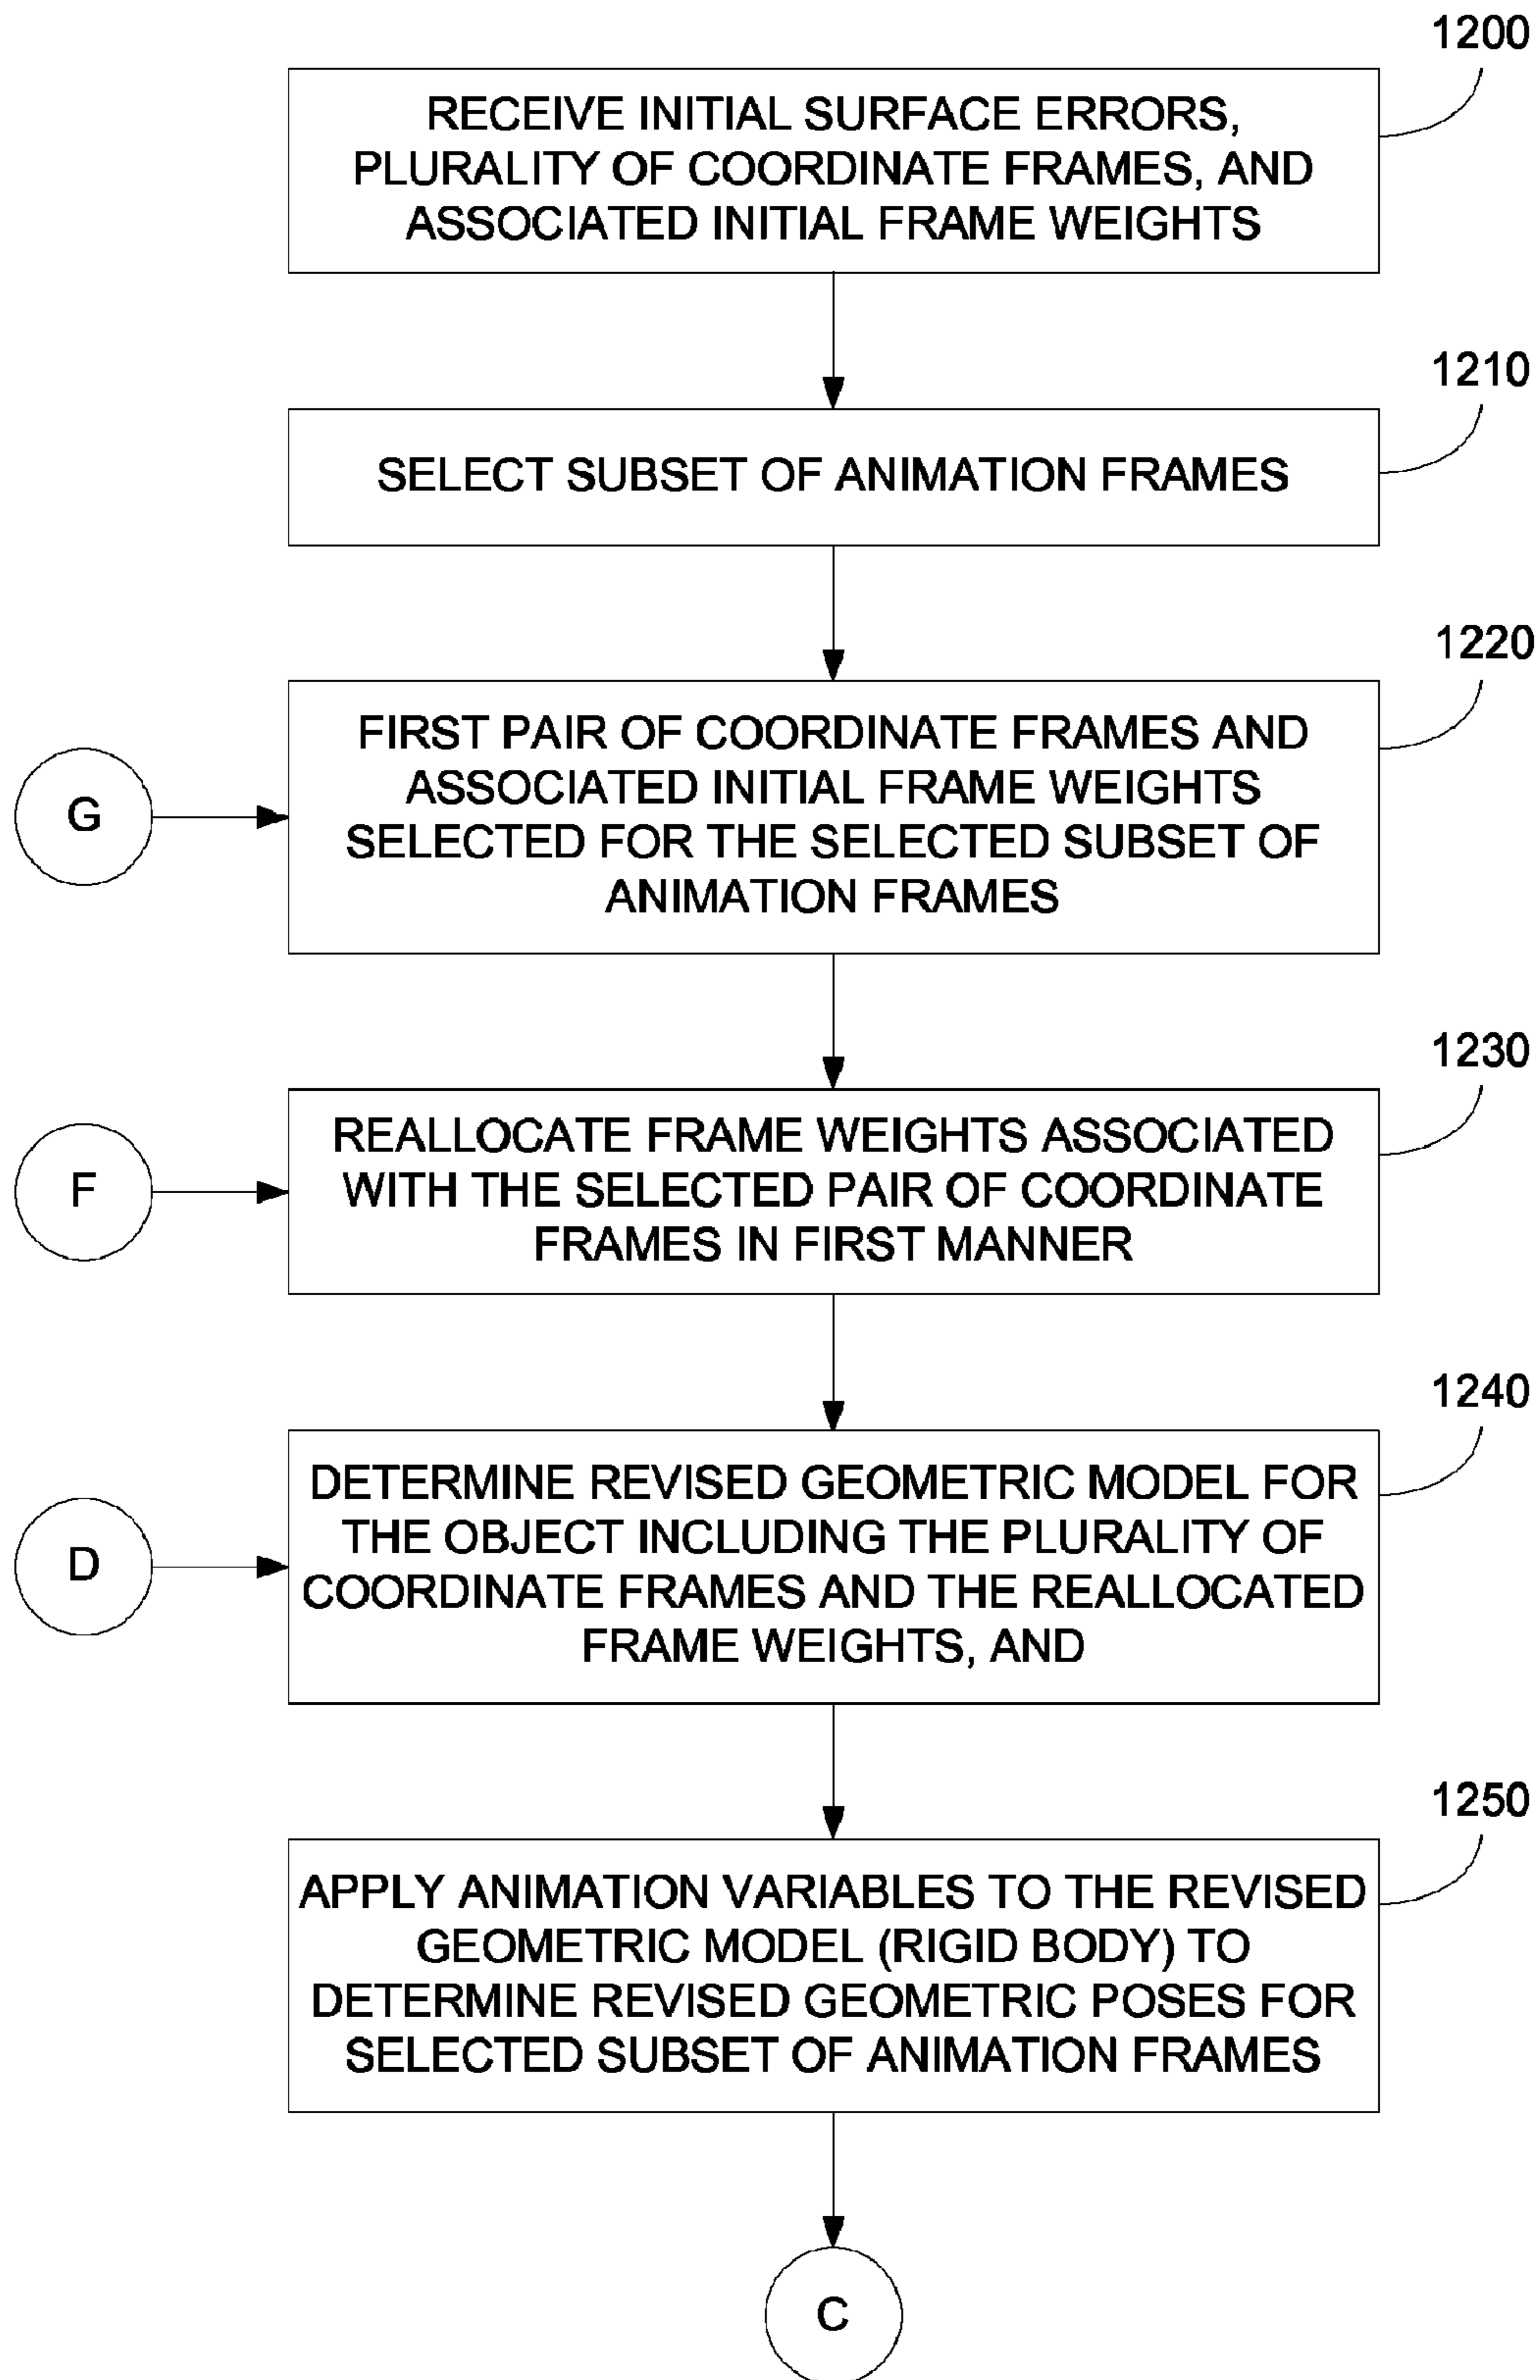 1200
RECEIVE INITIAL SURFACE ERRORS,
PLURALITY OF COORDINATE FRAMES, AND
ASSOCIATED INITIAL FRAME WEIGHTS
1210
SELECT SUBSET OF ANIMATION FRAMES
1220
FIRST PAIR OF COORDINATE FRAMES AND
ASSOCIATED INITIAL FRAME WEIGHTS
SELECTED FOR THE SELECTED SUBSET OF
ANIMATION FRAMES
G
1230
REALLOCATE FRAME WEIGHTS ASSOCIATED
WITH THE SELECTED PAIR OF COORDINATE
FRAMES IN FIRST MANNER
F
1240
DETERMINE REVISED GEOMETRIC MODEL FOR
THE OBJECT INCLUDING THE PLURALITY OF
COORDINATE FRAMES AND THE REALLOCATED
FRAME WEIGHTS, AND
D
1250
APPLY ANIMATION VARIABLES TO THE REVISED
GEOMETRIC MODEL (RIGID BODY) TO
DETERMINE REVISED GEOMETRIC POSES FOR
SELECTED SUBSET OF ANIMATION FRAMES
C